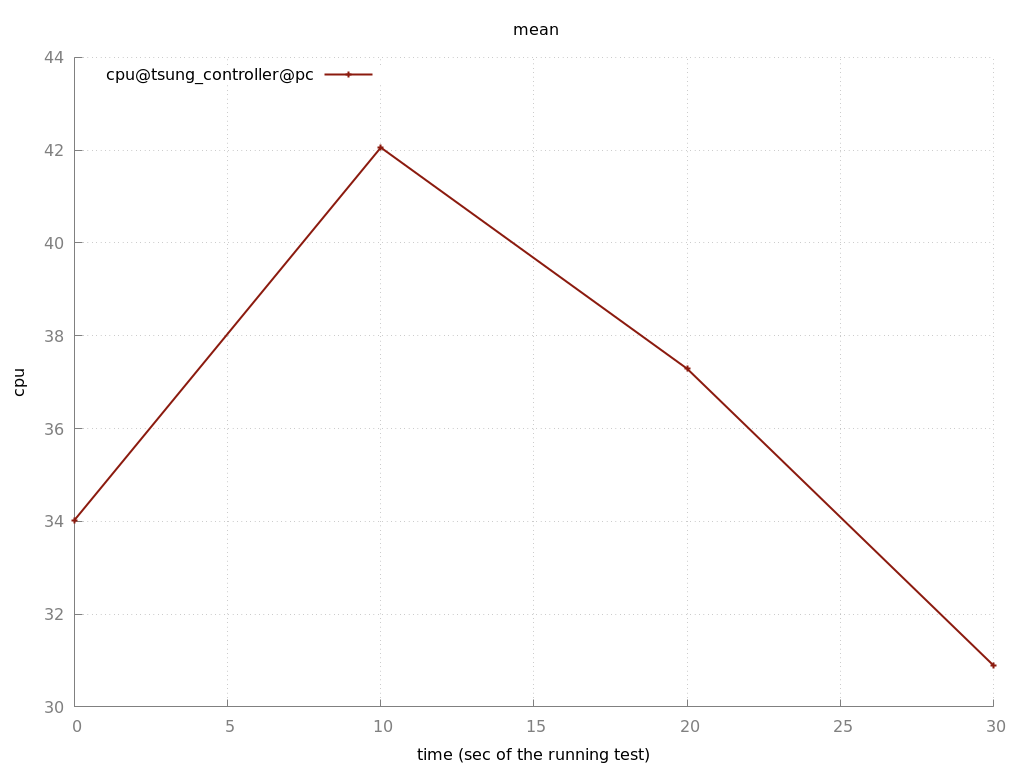 mean
44
cpu@tsung_controller@pc
42
40
38
36
34
32
30
cpu
0 5 10 15 20 25 30
time (sec of the running test)